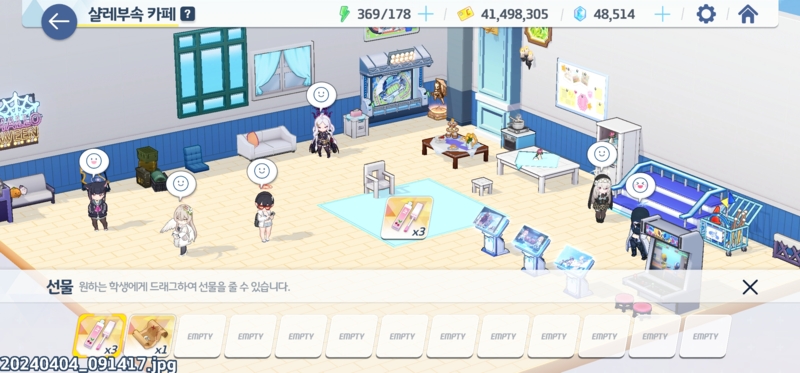 샬레부속 카페 ?
369/178
41,498,305
48,514
x3
선물 원하는 학생에게 드래그하여 선물을 줄 수 있습니다.
x3
x1
EMPTY EMPTY EMPTY EMPTY EMPTY EMPTY EMPTY EMPTY EMPTY EMPTY EMPTY
20240404_091417.jpg